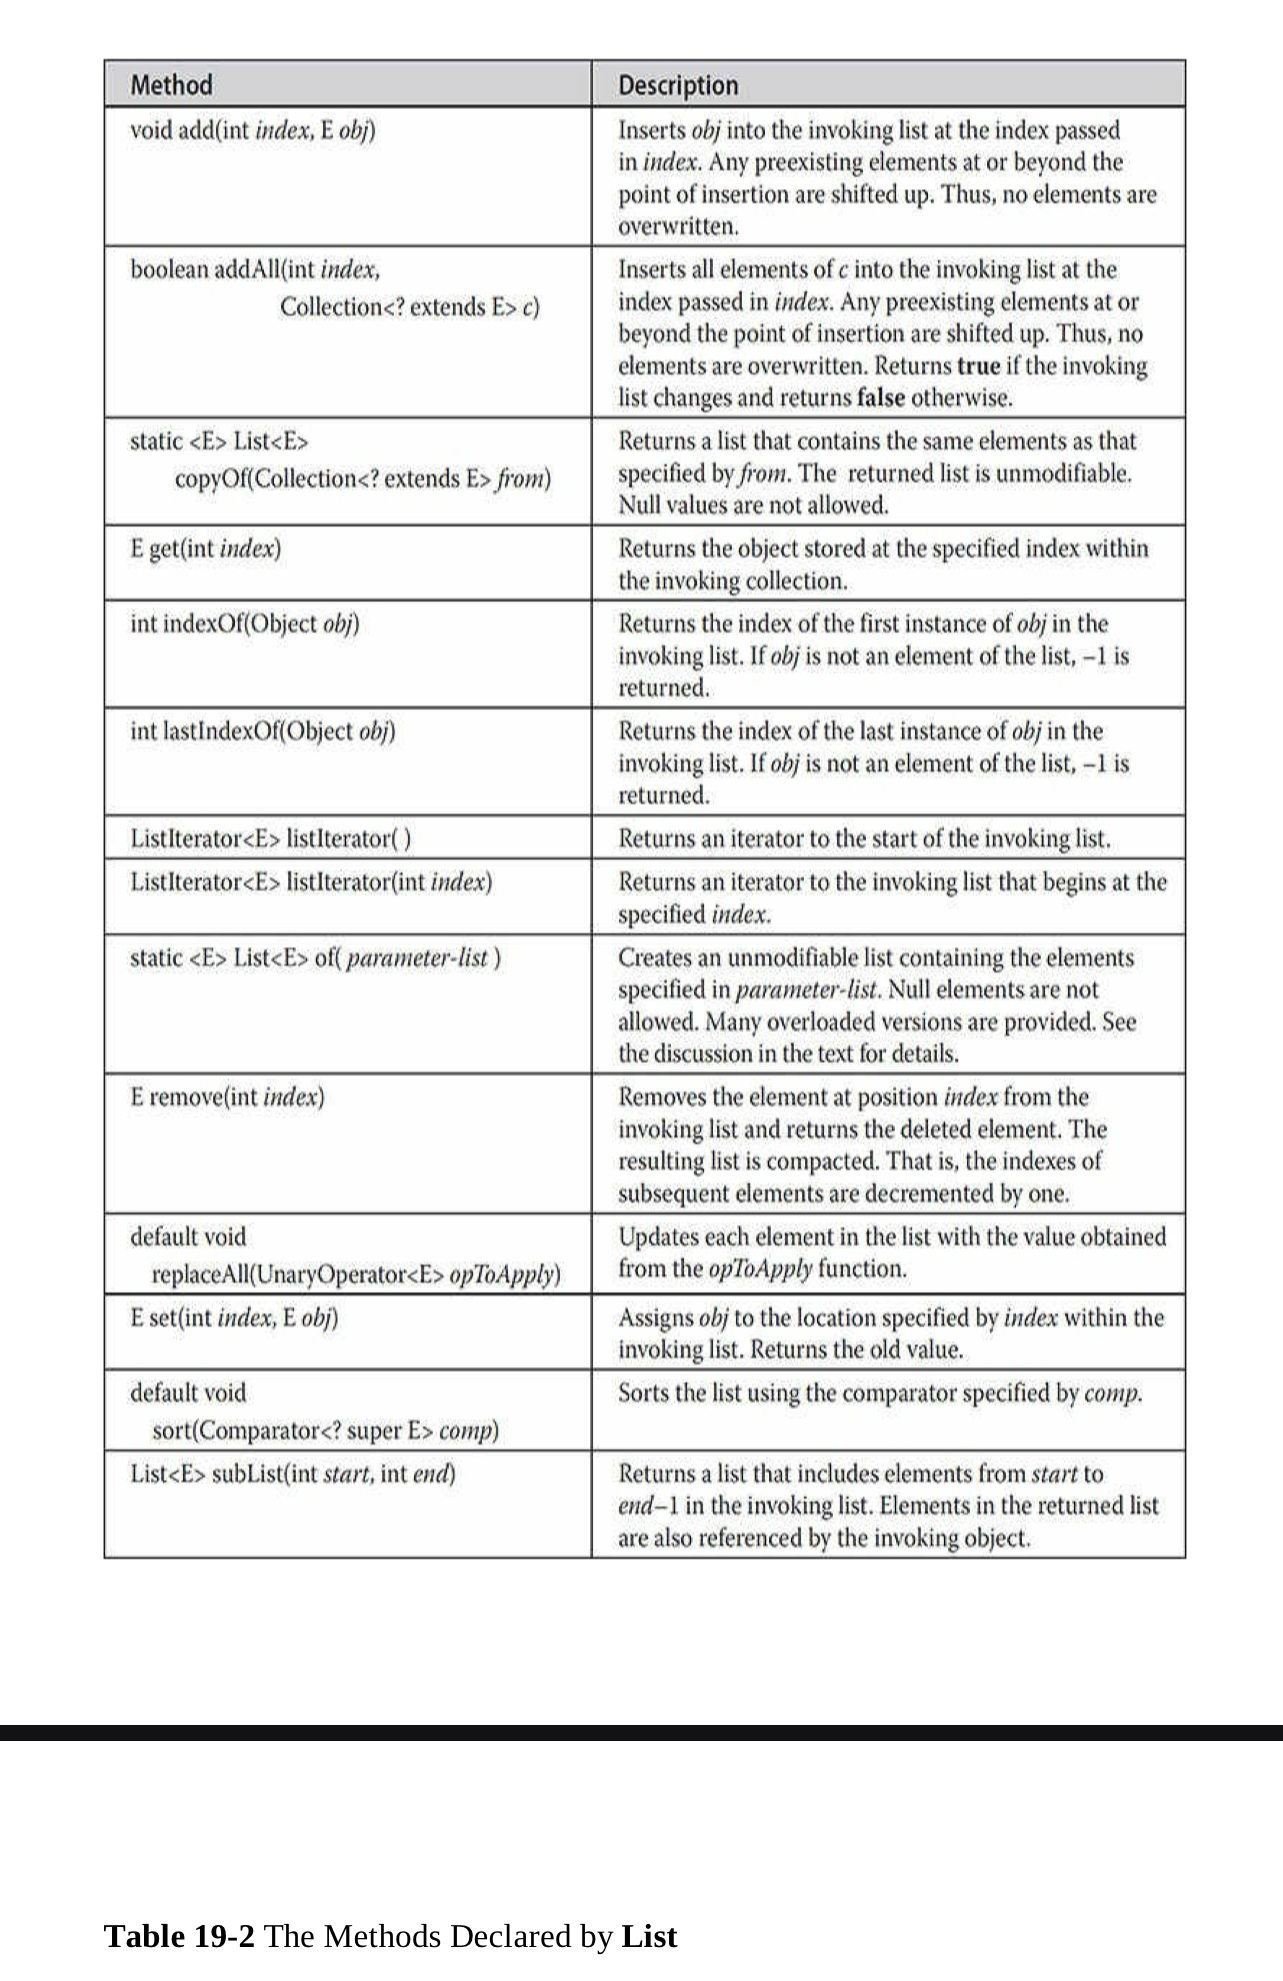 Method Description
void add(int index, E obj) Inserts obj into the invoking list at the index passed
in index. Any preexisting elements at or beyond the
point of insertion are shifted up. Thus, no elements are
overwritten.
boolean addAll(int index, Inserts all elements of c into the invoking list at the
Collection<? extends E> c) index passed in index. Any preexisting elements at or
beyond the point of insertion are shifted up. Thus, no
elements are overwritten. Returns true if the invoking
list changes and returns false otherwise.
static <E> List<E> Returns a list that contains the same elements as that
copyOf(Collection<? extends E> from) specified by from. The returned list is unmodifiable.
Null values are not allowed.
E get(int index) Returns the object stored at the specified index within
the invoking collection.
int indexOf(Object obj) Returns the index of the first instance of obj in the
invoking list. If obj is not an element of the list, –1 is
returned.
int lastIndexOf(Object obj) Returns the index of the last instance of obj in the
invoking list. If obj is not an element of the list, –1 is
returned.
ListIterator<E> listIterator( ) Returns an iterator to the start of the invoking list.
ListIterator<E> listIterator(int index) Returns an iterator to the invoking list that begins at the
specified index.
static <E> List<E> of( parameter-list ) Creates an unmodifiable list containing the elements
specified in parameter-list. Null elements are not
allowed. Many overloaded versions are provided. See
the discussion in the text for details.
E remove(int index) Removes the element at position index from the
invoking list and returns the deleted element. The
resulting list is compacted. That is, the indexes of
subsequent elements are decremented by one.
default void Updates each element in the list with the value obtained
replaceAll(UnaryOperator<E> opToApply) from the opToApply function.
E set(int index, E obj) Assigns obj to the location specified by index within the
invoking list. Returns the old value.
default void Sorts the list using the comparator specified by comp.
sort(Comparator<? super E> comp)
List<E> subList(int start, int end) Returns a list that includes elements from start to
end–1 in the invoking list. Elements in the returned list
are also referenced by the invoking object.
Table 19-2 The Methods Declared by List